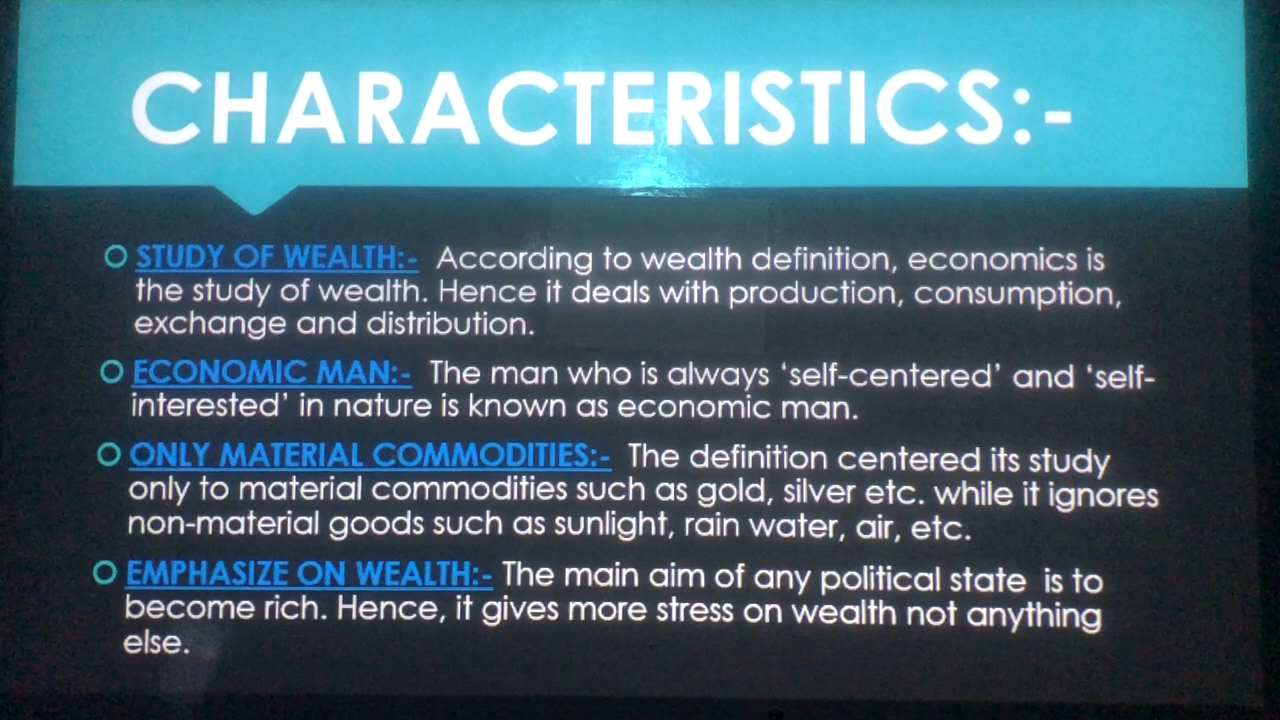 CHARACTERISTICS:-
STUDY OF WEALTH:- According to wealth definition, economics is
the study of wealth. Hence it deals with production, consumption,
exchange and distribution.
ECONOMIC MAN:- The man who is always ‘self-centered’ and ‘self-
interested’ in nature is known as economic man.
ONLY MATERIAL COMMODITIES:- The definition centered its study
only to material commodities such as gold, silver etc. while it ignores
non-material goods such as sunlight, rain water, air, etc.
EMPHASIZE ON WEALTH:- The main aim of any political state is to
become rich. Hence, it gives more stress on wealth not anything
else.